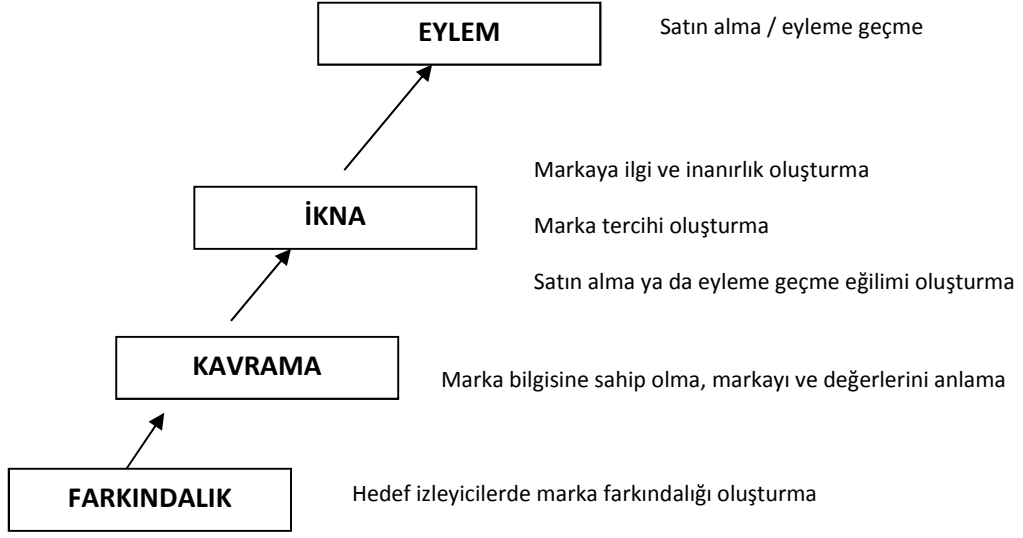 EYLEM
Satın alma / eyleme geçme
Markaya ilgi ve inanırlık oluşturma
İKNA
Marka tercihi oluşturma
Satın alma ya da eyleme geçme eğilimi oluşturma
KAVRAMA
Marka bilgisine sahip olma, markayı ve değerlerini anlama
FARKINDALIK
Hedef izleyicilerde marka farkındalığı oluşturma